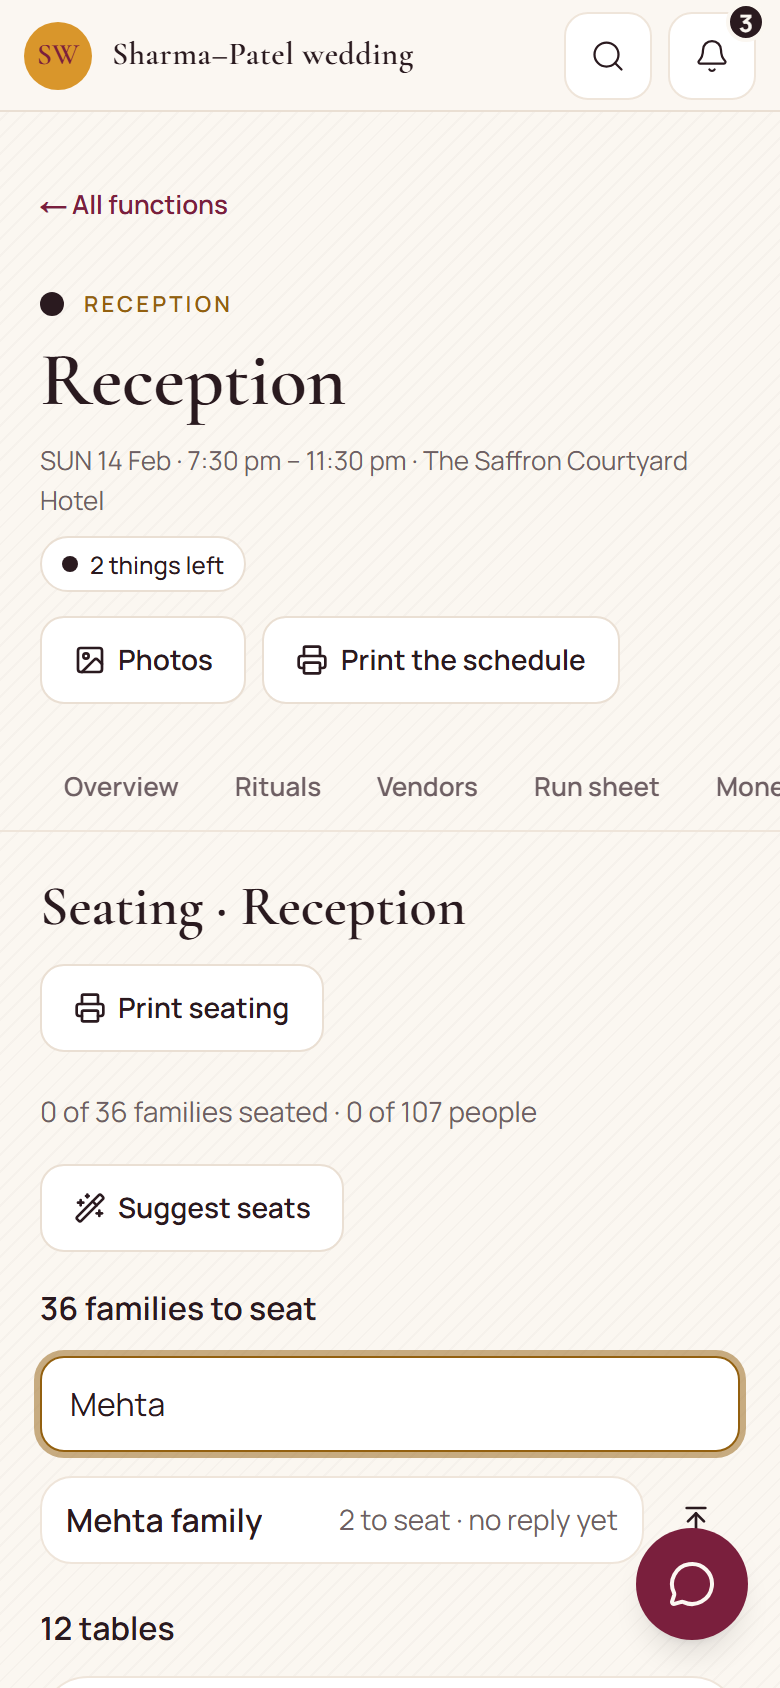 SW Sharma–Patel wedding 3
← All functions
RECEPTION
Reception
SUN 14 Feb · 7:30 pm – 11:30 pm · The Saffron Courtyard
Hotel
2 things left
Photos Print the schedule
Overview Rituals Vendors Run sheet Mone
Seating · Reception
Print seating
0 of 36 families seated · 0 of 107 people
Suggest seats
36 families to seat
Mehta
Mehta family 2 to seat · no reply yet
12 tables